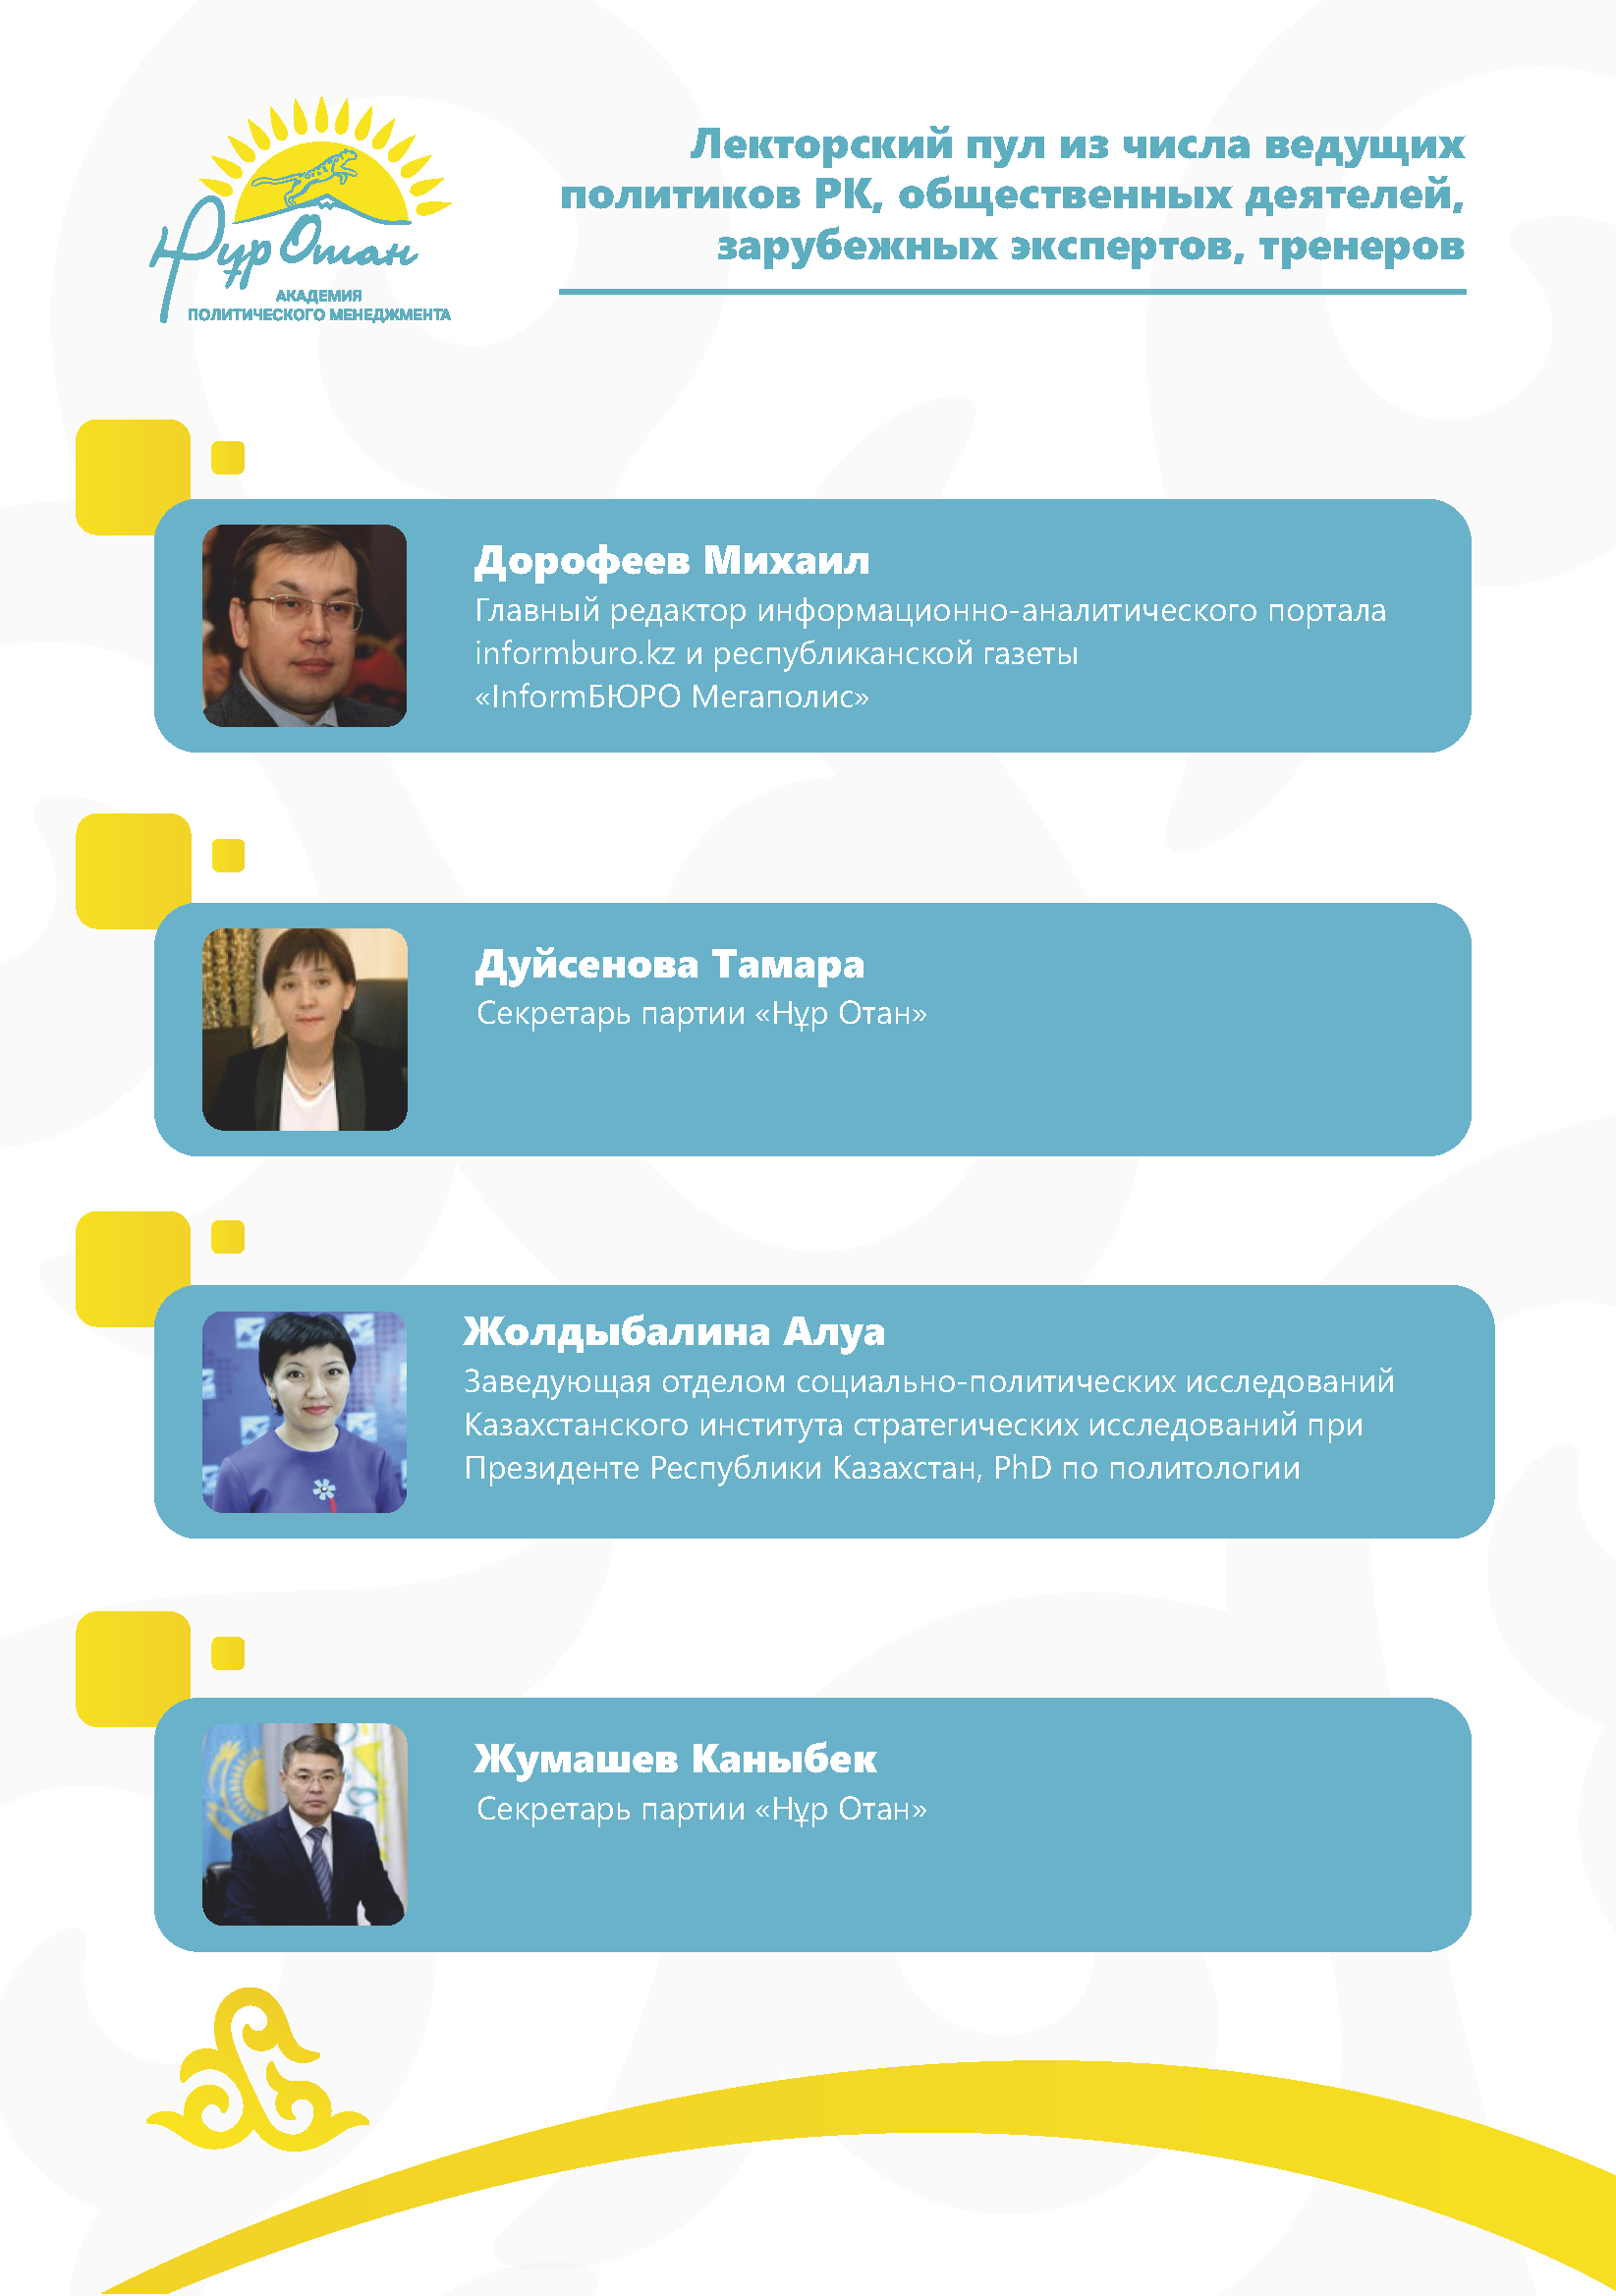 Нұр Отан
АКАДЕМИЯ
ПОЛИТИЧЕСКОГО МЕНЕДЖМЕНТА
Лекторский пул из числа ведущих
политиков РК, общественных деятелей,
зарубежных экспертов, тренеров
Дорофеев Михаил
Главный редактор информационно-аналитического портала
informburo.kz и республиканской газеты
«InformБЮРО Мегаполис»
Дуйсенова Тамара
Секретарь партии «Нұр Отан»
Жолдыбалина Алуа
Заведующая отделом социально-политических исследований
Казахстанского института стратегических исследований при
Президенте Республики Казахстан, PhD по политологии
Жумашев Каныбек
Секретарь партии «Нұр Отан»